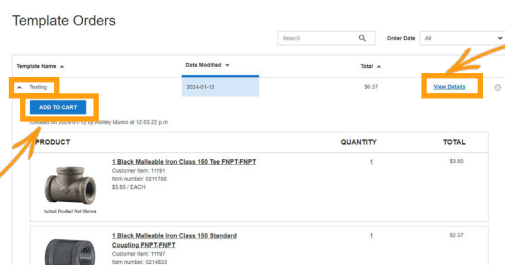 Template Orders
Search Order Date All
Template Name Date Modified Total
Testing 2024-01-12 $6.37 View Details
ADD TO CART
Created on 2024-01-12 by Ashley Munro at 12:03:22 p.m.
PRODUCT QUANTITY TOTAL
1 Black Malleable Iron Class 150 Tee FNPT-FNPT 1 $3.80
Customer item: 11191
Item number: 0211766
$3.80 / EACH
Actual Product Not Shown
1 Black Malleable Iron Class 150 Standard 1 $2.57
Coupling FNPT-FNPT
Customer item: 11197
Item number: 0214833